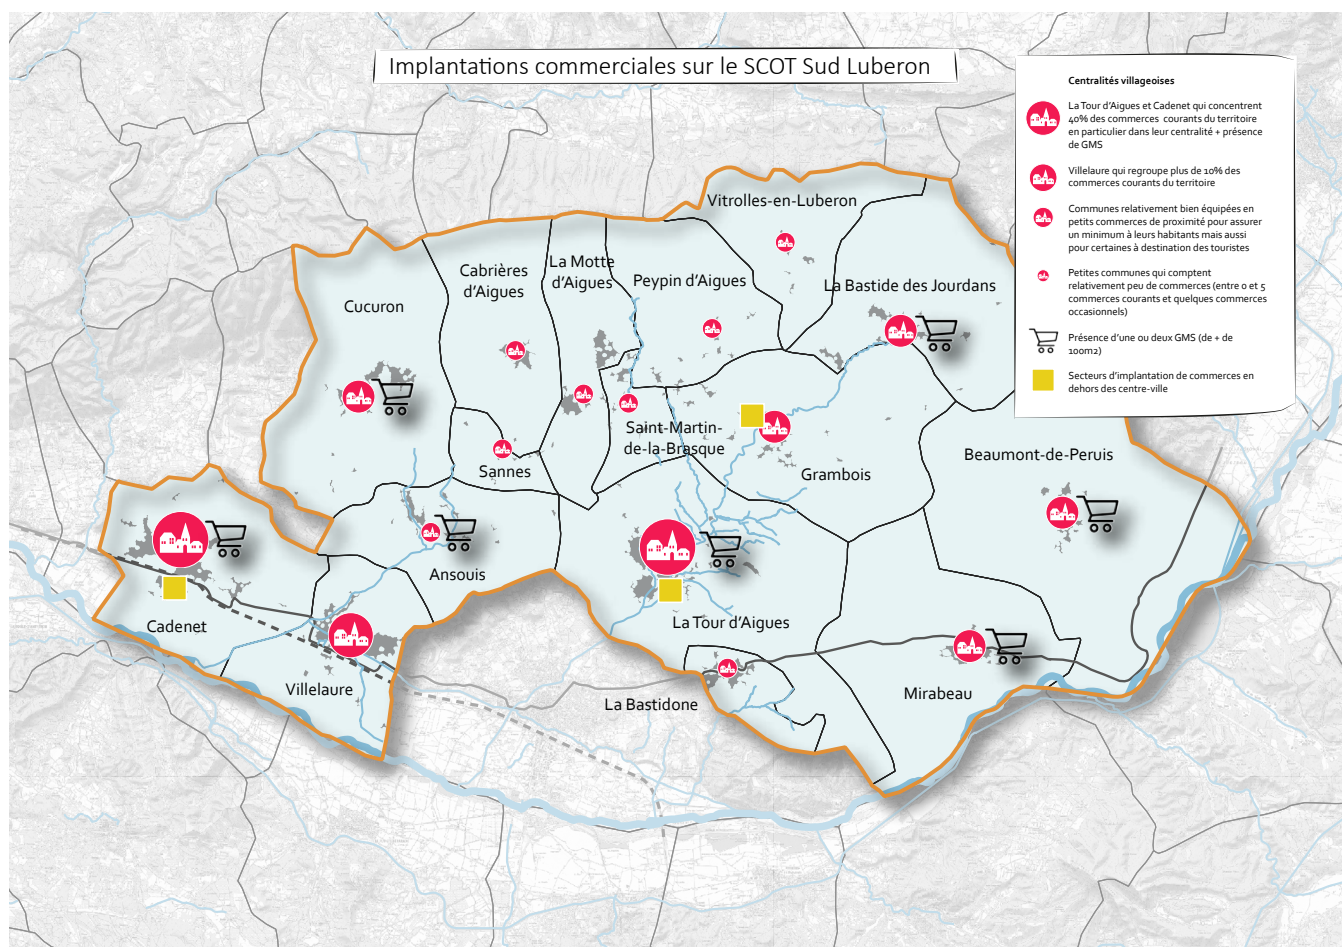 Implantations commerciales sur le SCOT Sud Luberon
Centralités villageoises
La Tour d'Aigues et Cadenet qui concentrent
40% des commerces courants du territoire
en particulier dans leur centralité + présence
de GMS
Villelaure qui regroupe plus de 10% des
commerces courants du territoire
Communes relativement bien équipées en
petits commerces de proximité pour assurer
un minimum à leurs habitants mais aussi
pour certaines à destination des touristes
Petites communes qui comptent
relativement peu de commerces (entre 0 et 5
commerces courants et quelques commerces
occasionnels)
Présence d'une ou deux GMS (de + de
100m2)
Secteurs d'implantation de commerces en
dehors des centre-ville
Vitrolles-en-Luberon
La Motte
d'Aigues
Cabrières
d'Aigues
Peypin d'Aigues
La Bastide des Jourdans
Cucuron
Saint-Martin-
de-la-Brasque
Sannes
Grambois
Beaumont-de-Peruis
Ansouis
Cadenet
La Tour d'Aigues
Villelaure
La Bastidone
Mirabeau